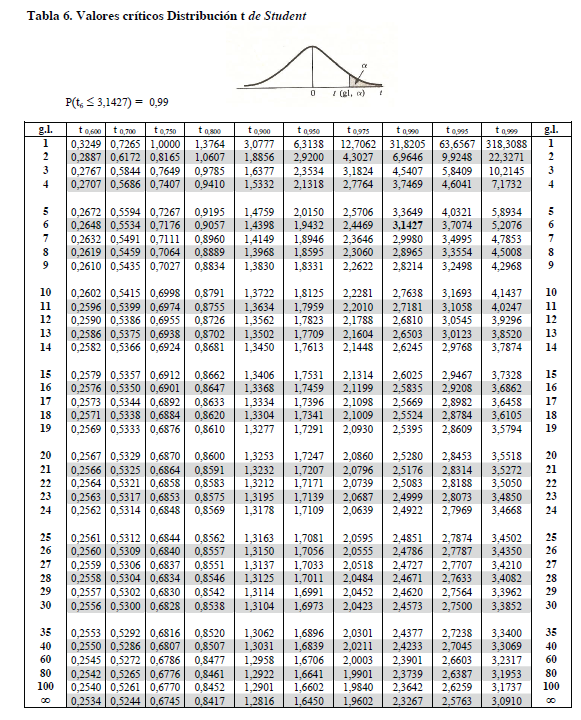 Tabla 6. Valores críticos Distribución t de Student
α
0 t (gl, α) t
P(t₆ ≤ 3,1427) = 0,99
g.l. t 0,600 t 0,700 t 0,750 t 0,800 t 0,900 t 0,950 t 0,975 t 0,990 t 0,995 t 0,999 g.l.
1 0,3249 0,7265 1,0000 1,3764 3,0777 6,3138 12,7062 31,8205 63,6567 318,3088 1
2 0,2887 0,6172 0,8165 1,0607 1,8856 2,9200 4,3027 6,9646 9,9248 22,3271 2
3 0,2767 0,5844 0,7649 0,9785 1,6377 2,3534 3,1824 4,5407 5,8409 10,2145 3
4 0,2707 0,5686 0,7407 0,9410 1,5332 2,1318 2,7764 3,7469 4,6041 7,1732 4
5 0,2672 0,5594 0,7267 0,9195 1,4759 2,0150 2,5706 3,3649 4,0321 5,8934 5
6 0,2648 0,5534 0,7176 0,9057 1,4398 1,9432 2,4469 3,1427 3,7074 5,2076 6
7 0,2632 0,5491 0,7111 0,8960 1,4149 1,8946 2,3646 2,9980 3,4995 4,7853 7
8 0,2619 0,5459 0,7064 0,8889 1,3968 1,8595 2,3060 2,8965 3,3554 4,5008 8
9 0,2610 0,5435 0,7027 0,8834 1,3830 1,8331 2,2622 2,8214 3,2498 4,2968 9
10 0,2602 0,5415 0,6998 0,8791 1,3722 1,8125 2,2281 2,7638 3,1693 4,1437 10
11 0,2596 0,5399 0,6974 0,8755 1,3634 1,7959 2,2010 2,7181 3,1058 4,0247 11
12 0,2590 0,5386 0,6955 0,8726 1,3562 1,7823 2,1788 2,6810 3,0545 3,9296 12
13 0,2586 0,5375 0,6938 0,8702 1,3502 1,7709 2,1604 2,6503 3,0123 3,8520 13
14 0,2582 0,5366 0,6924 0,8681 1,3450 1,7613 2,1448 2,6245 2,9768 3,7874 14
15 0,2579 0,5357 0,6912 0,8662 1,3406 1,7531 2,1314 2,6025 2,9467 3,7328 15
16 0,2576 0,5350 0,6901 0,8647 1,3368 1,7459 2,1199 2,5835 2,9208 3,6862 16
17 0,2573 0,5344 0,6892 0,8633 1,3334 1,7396 2,1098 2,5669 2,8982 3,6458 17
18 0,2571 0,5338 0,6884 0,8620 1,3304 1,7341 2,1009 2,5524 2,8784 3,6105 18
19 0,2569 0,5333 0,6876 0,8610 1,3277 1,7291 2,0930 2,5395 2,8609 3,5794 19
20 0,2567 0,5329 0,6870 0,8600 1,3253 1,7247 2,0860 2,5280 2,8453 3,5518 20
21 0,2566 0,5325 0,6864 0,8591 1,3232 1,7207 2,0796 2,5176 2,8314 3,5272 21
22 0,2564 0,5321 0,6858 0,8583 1,3212 1,7171 2,0739 2,5083 2,8188 3,5050 22
23 0,2563 0,5317 0,6853 0,8575 1,3195 1,7139 2,0687 2,4999 2,8073 3,4850 23
24 0,2562 0,5314 0,6848 0,8569 1,3178 1,7109 2,0639 2,4922 2,7969 3,4668 24
25 0,2561 0,5312 0,6844 0,8562 1,3163 1,7081 2,0595 2,4851 2,7874 3,4502 25
26 0,2560 0,5309 0,6840 0,8557 1,3150 1,7056 2,0555 2,4786 2,7787 3,4350 26
27 0,2559 0,5306 0,6837 0,8551 1,3137 1,7033 2,0518 2,4727 2,7707 3,4210 27
28 0,2558 0,5304 0,6834 0,8546 1,3125 1,7011 2,0484 2,4671 2,7633 3,4082 28
29 0,2557 0,5302 0,6830 0,8542 1,3114 1,6991 2,0452 2,4620 2,7564 3,3962 29
30 0,2556 0,5300 0,6828 0,8538 1,3104 1,6973 2,0423 2,4573 2,7500 3,3852 30
35 0,2553 0,5292 0,6816 0,8520 1,3062 1,6896 2,0301 2,4377 2,7238 3,3400 35
40 0,2550 0,5286 0,6807 0,8507 1,3031 1,6839 2,0211 2,4233 2,7045 3,3069 40
60 0,2545 0,5272 0,6786 0,8477 1,2958 1,6706 2,0003 2,3901 2,6603 3,2317 60
80 0,2542 0,5265 0,6776 0,8461 1,2922 1,6641 1,9901 2,3739 2,6387 3,1953 80
100 0,2540 0,5261 0,6770 0,8452 1,2901 1,6602 1,9840 2,3642 2,6259 3,1737 100
∞ 0,2534 0,5244 0,6745 0,8417 1,2816 1,6450 1,9602 2,3267 2,5763 3,0910 ∞